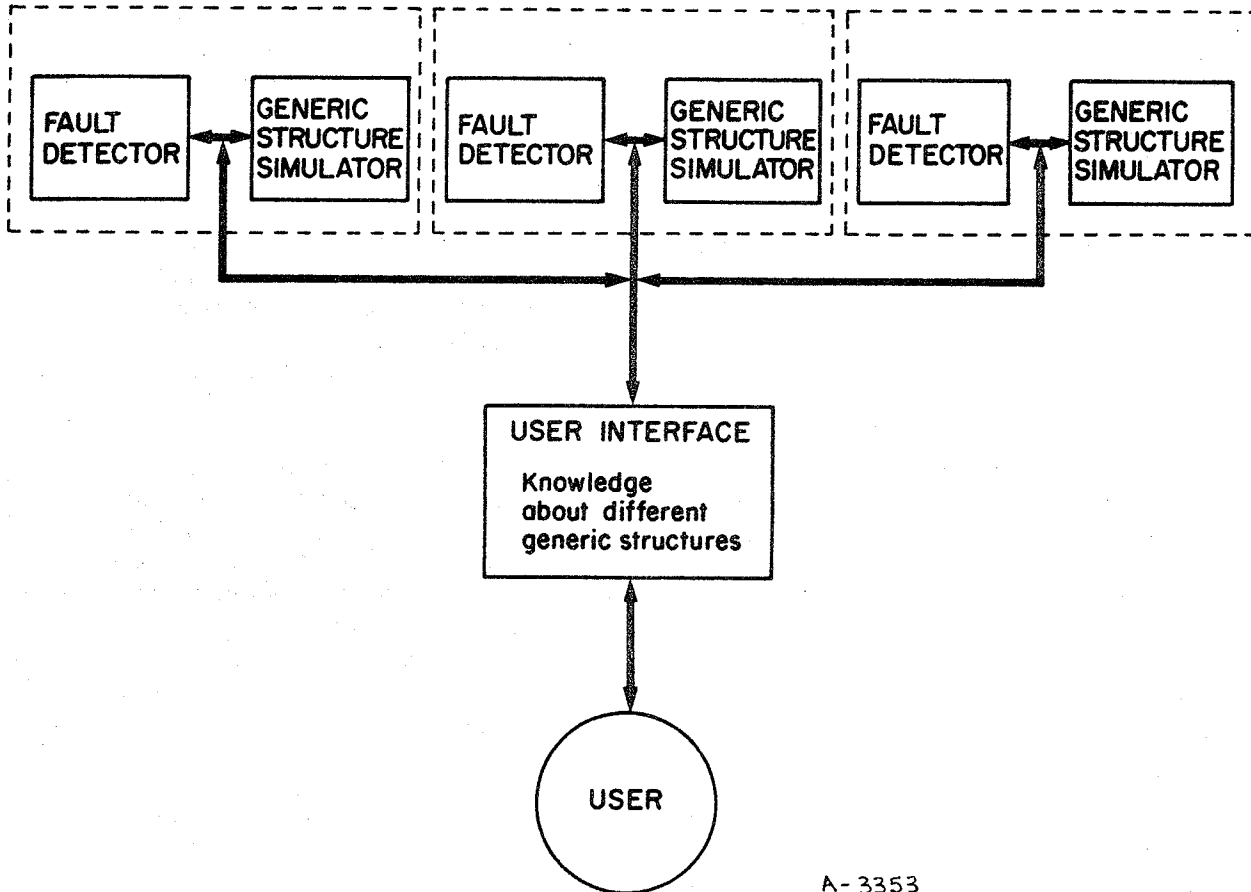 FAULT
DETECTOR
GENERIC
STRUCTURE
SIMULATOR
FAULT
DETECTOR
GENERIC
STRUCTURE
SIMULATOR
FAULT
DETECTOR
GENERIC
STRUCTURE
SIMULATOR
USER INTERFACE
Knowledge
about different
generic structures
USER
A-3353